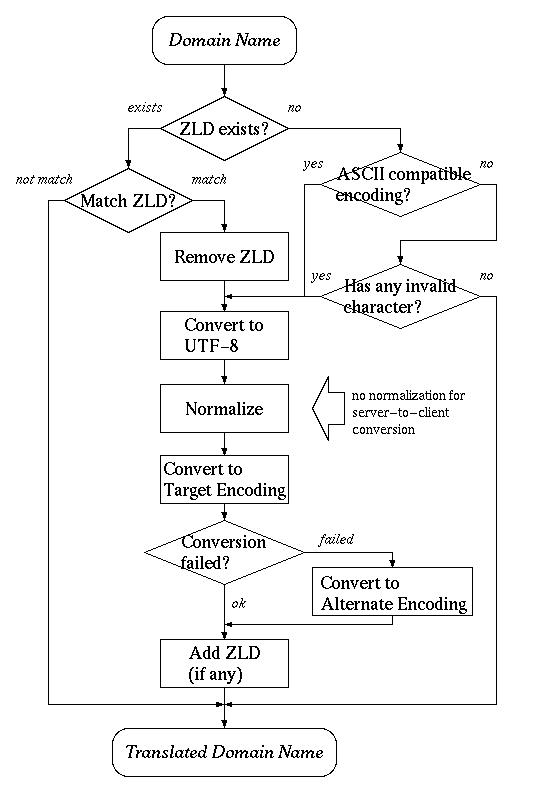 Domain Name
exists
no
ZLD exists?
yes
no
ASCII compatible
encoding?
not match
match
Match ZLD?
Remove ZLD
yes
no
Has any invalid
character?
Convert to
UTF-8
Normalize
no normalization for
server-to-client
conversion
Convert to
Target Encoding
Conversion
failed?
failed
Convert to
Alternate Encoding
ok
Add ZLD
(if any)
Translated Domain Name